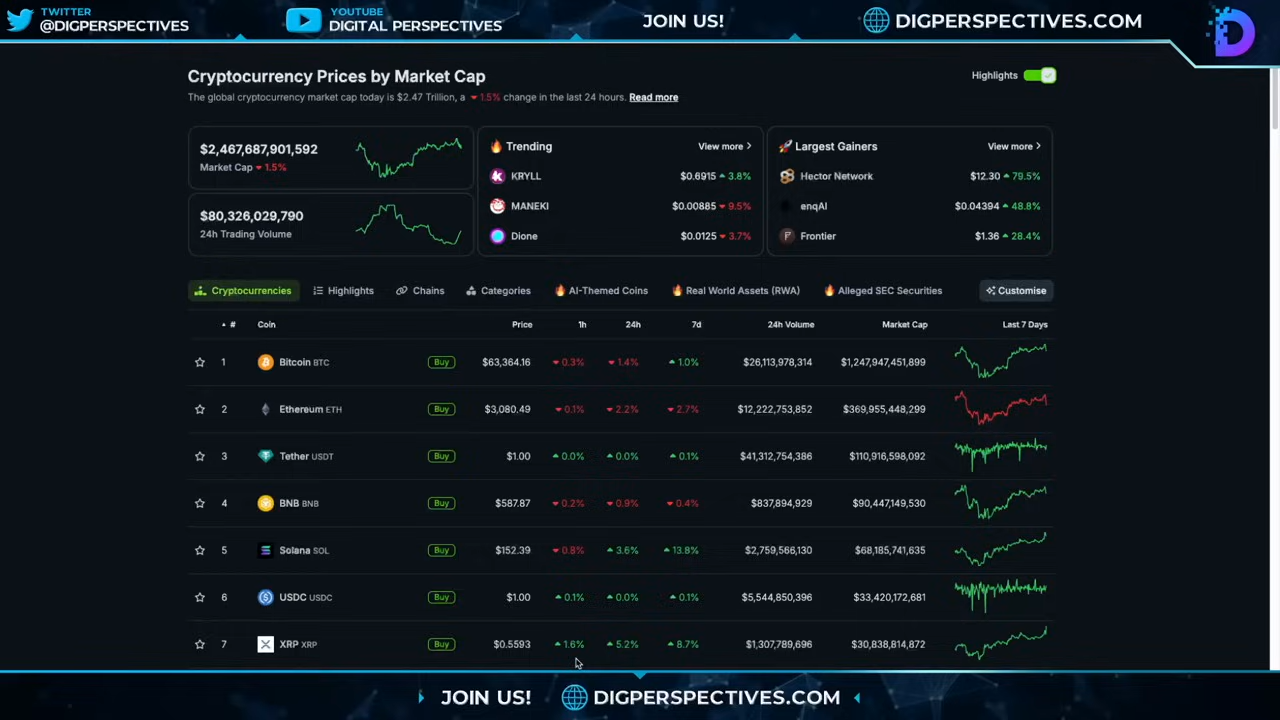 TWITTER
@DIGPERSPECTIVES
YOUTUBE
DIGITAL PERSPECTIVES
JOIN US!
DIGPERSPECTIVES.COM
Cryptocurrency Prices by Market Cap
Highlights
The global cryptocurrency market cap today is $2.47 Trillion, a 1.5% change in the last 24 hours. Read more
$2,467,687,901,592
Market Cap 1.5%
$80,326,029,790
24h Trading Volume
Trending
View more
KRYLL $0.6915 3.8%
MANEKI $0.00885 9.5%
Dione $0.0125 3.7%
Largest Gainers
View more
Hector Network $12.30 79.5%
enqAI $0.04394 48.8%
Frontier $1.36 28.4%
Cryptocurrencies Highlights Chains Categories AI-Themed Coins Real World Assets (RWA) Alleged SEC Securities Customise
# Coin Price 1h 24h 7d 24h Volume Market Cap Last 7 Days
1 Bitcoin BTC Buy $63,364.16 0.3% 1.4% 1.0% $26,113,978,314 $1,247,947,451,899
2 Ethereum ETH Buy $3,080.49 0.1% 2.2% 2.7% $12,222,753,852 $369,955,448,299
3 Tether USDT Buy $1.00 0.0% 0.0% 0.1% $41,312,754,386 $110,916,598,092
4 BNB BNB Buy $587.87 0.2% 0.9% 0.4% $837,894,929 $90,447,149,530
5 Solana SOL Buy $152.39 0.8% 3.6% 13.8% $2,759,566,130 $68,185,741,635
6 USDC USDC Buy $1.00 0.1% 0.0% 0.1% $5,544,850,396 $33,420,172,681
7 XRP XRP Buy $0.5593 1.6% 5.2% 8.7% $1,307,789,696 $30,838,814,872
JOIN US!
DIGPERSPECTIVES.COM